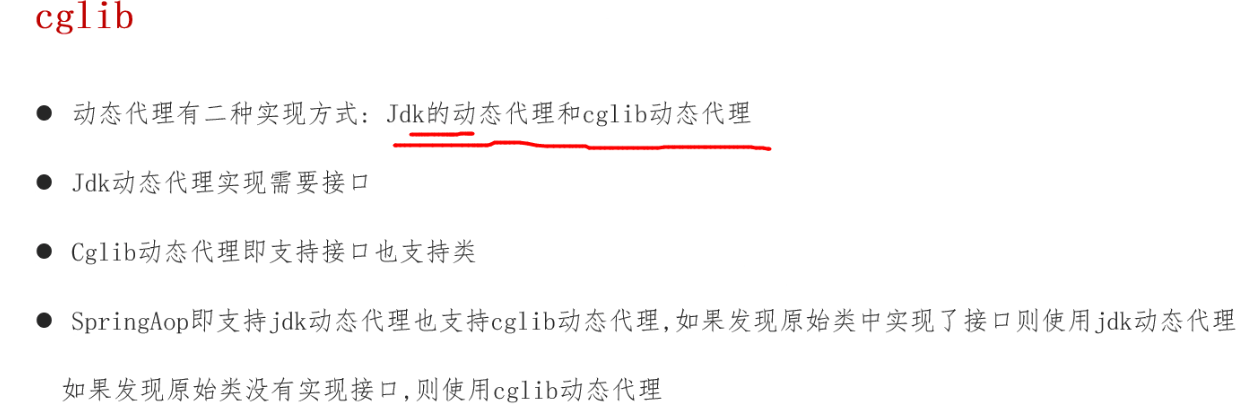 cglib
● 动态代理有二种实现方式: Jdk的动态代理和cglib动态代理
● Jdk动态代理实现需要接口
● Cglib动态代理即支持接口也支持类
● SpringAop即支持jdk动态代理也支持cglib动态代理,如果发现原始类中实现了接口则使用jdk动态代理
如果发现原始类没有实现接口,则使用cglib动态代理